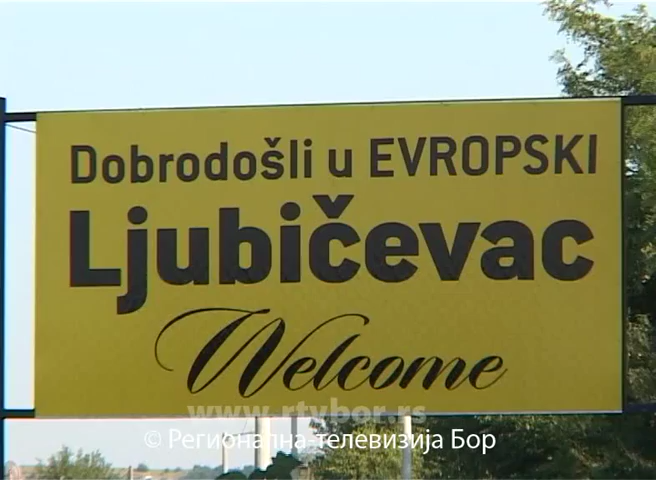 Dobrodošli u EVROPSKI
Ljubičevac
Welcome
www.rtvbor.rs
© Регионална-телевизија Бор